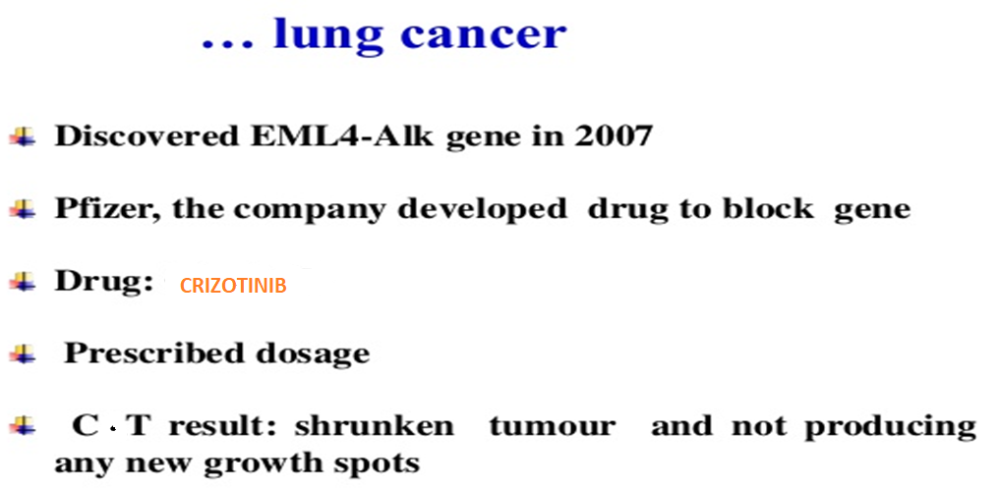 ... lung cancer
Discovered EML4-Alk gene in 2007
Pfizer, the company developed drug to block gene
Drug: CRIZOTINIB
Prescribed dosage
C . T result: shrunken tumour and not producing
any new growth spots